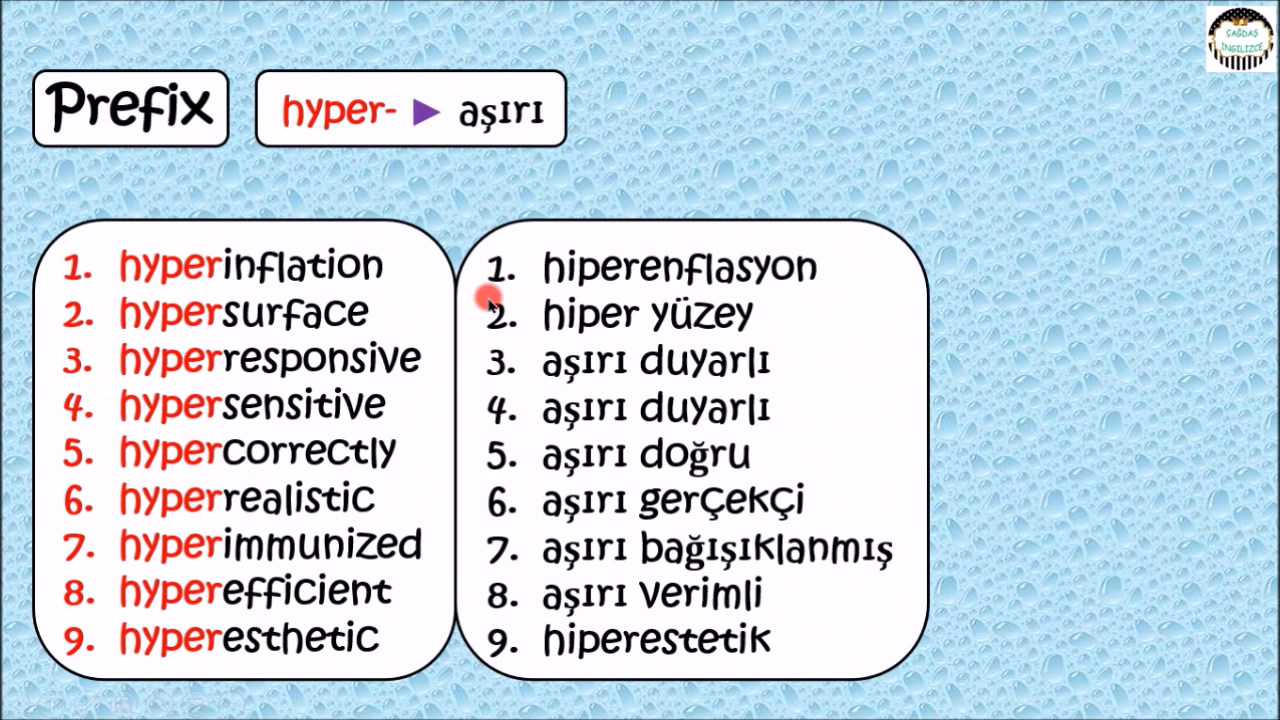 ÇAĞDAŞ
İNGİLİZCE
Prefix
hyper- ► aşırı
1. hyperinflation
2. hypersurface
3. hyperresponsive
4. hypersensitive
5. hypercorrectly
6. hyperrealistic
7. hyperimmunized
8. hyperefficient
9. hyperesthetic
1. hiperenflasyon
2. hiper yüzey
3. aşırı duyarlı
4. aşırı duyarlı
5. aşırı doğru
6. aşırı gerçekçi
7. aşırı bağışıklanmış
8. aşırı verimli
9. hiperestetik